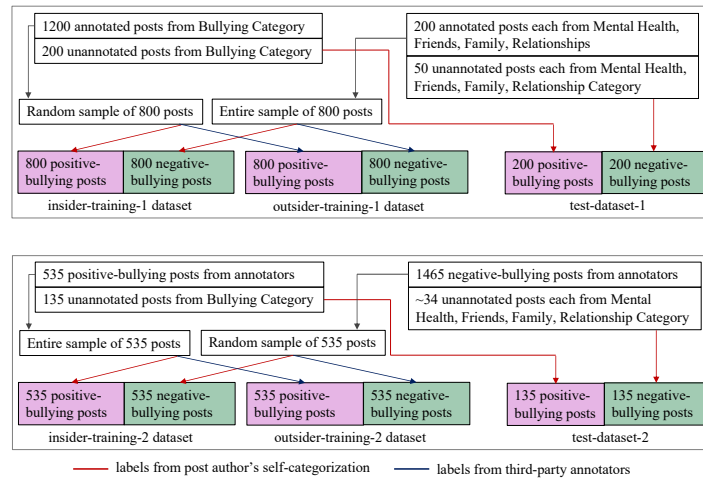 1200 annotated posts from Bullying Category
200 unannotated posts from Bullying Category
200 annotated posts each from Mental Health,
Friends, Family, Relationships
50 unannotated posts each from Mental Health,
Friends, Family, Relationship Category
Random sample of 800 posts
Entire sample of 800 posts
800 positive-
bullying posts
800 negative-
bullying posts
800 positive-
bullying posts
800 negative-
bullying posts
200 positive-
bullying posts
200 negative-
bullying posts
insider-training-1 dataset
outsider-training-1 dataset
test-dataset-1
535 positive-bullying posts from annotators
135 unannotated posts from Bullying Category
1465 negative-bullying posts from annotators
~34 unannotated posts each from Mental
Health, Friends, Family, Relationship Category
Entire sample of 535 posts
Random sample of 535 posts
535 positive-
bullying posts
535 negative-
bullying posts
535 positive-
bullying posts
535 negative-
bullying posts
135 positive-
bullying posts
135 negative-
bullying posts
insider-training-2 dataset
outsider-training-2 dataset
test-dataset-2
labels from post author's self-categorization
labels from third-party annotators